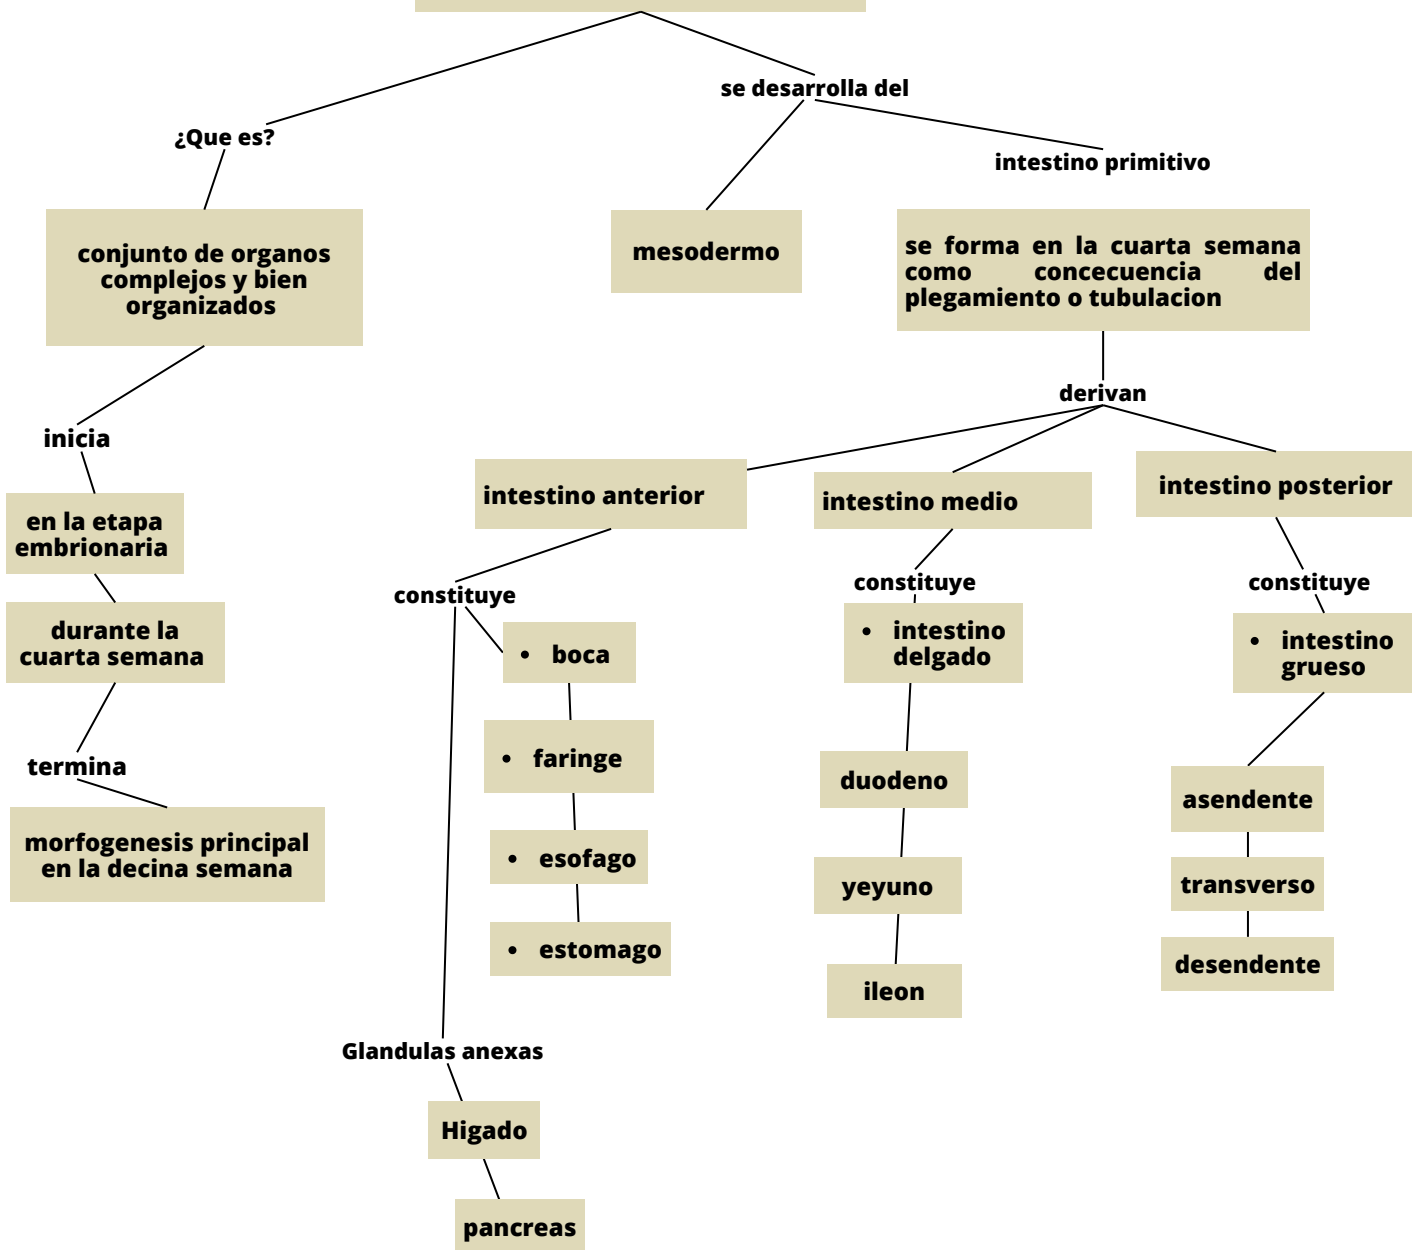 se desarrolla del
¿Que es?
intestino primitivo
conjunto de organos
complejos y bien
organizados
mesodermo
se forma en la cuarta semana
como concecuencia del
plegamiento o tubulacion
derivan
inicia
intestino anterior
intestino medio
intestino posterior
en la etapa
embrionaria
constituye
constituye
constituye
durante la
cuarta semana
• boca
• intestino
delgado
• intestino
grueso
termina
• faringe
duodeno
asendente
morfogenesis principal
en la decina semana
• esofago
yeyuno
transverso
• estomago
ileon
desendente
Glandulas anexas
Higado
pancreas